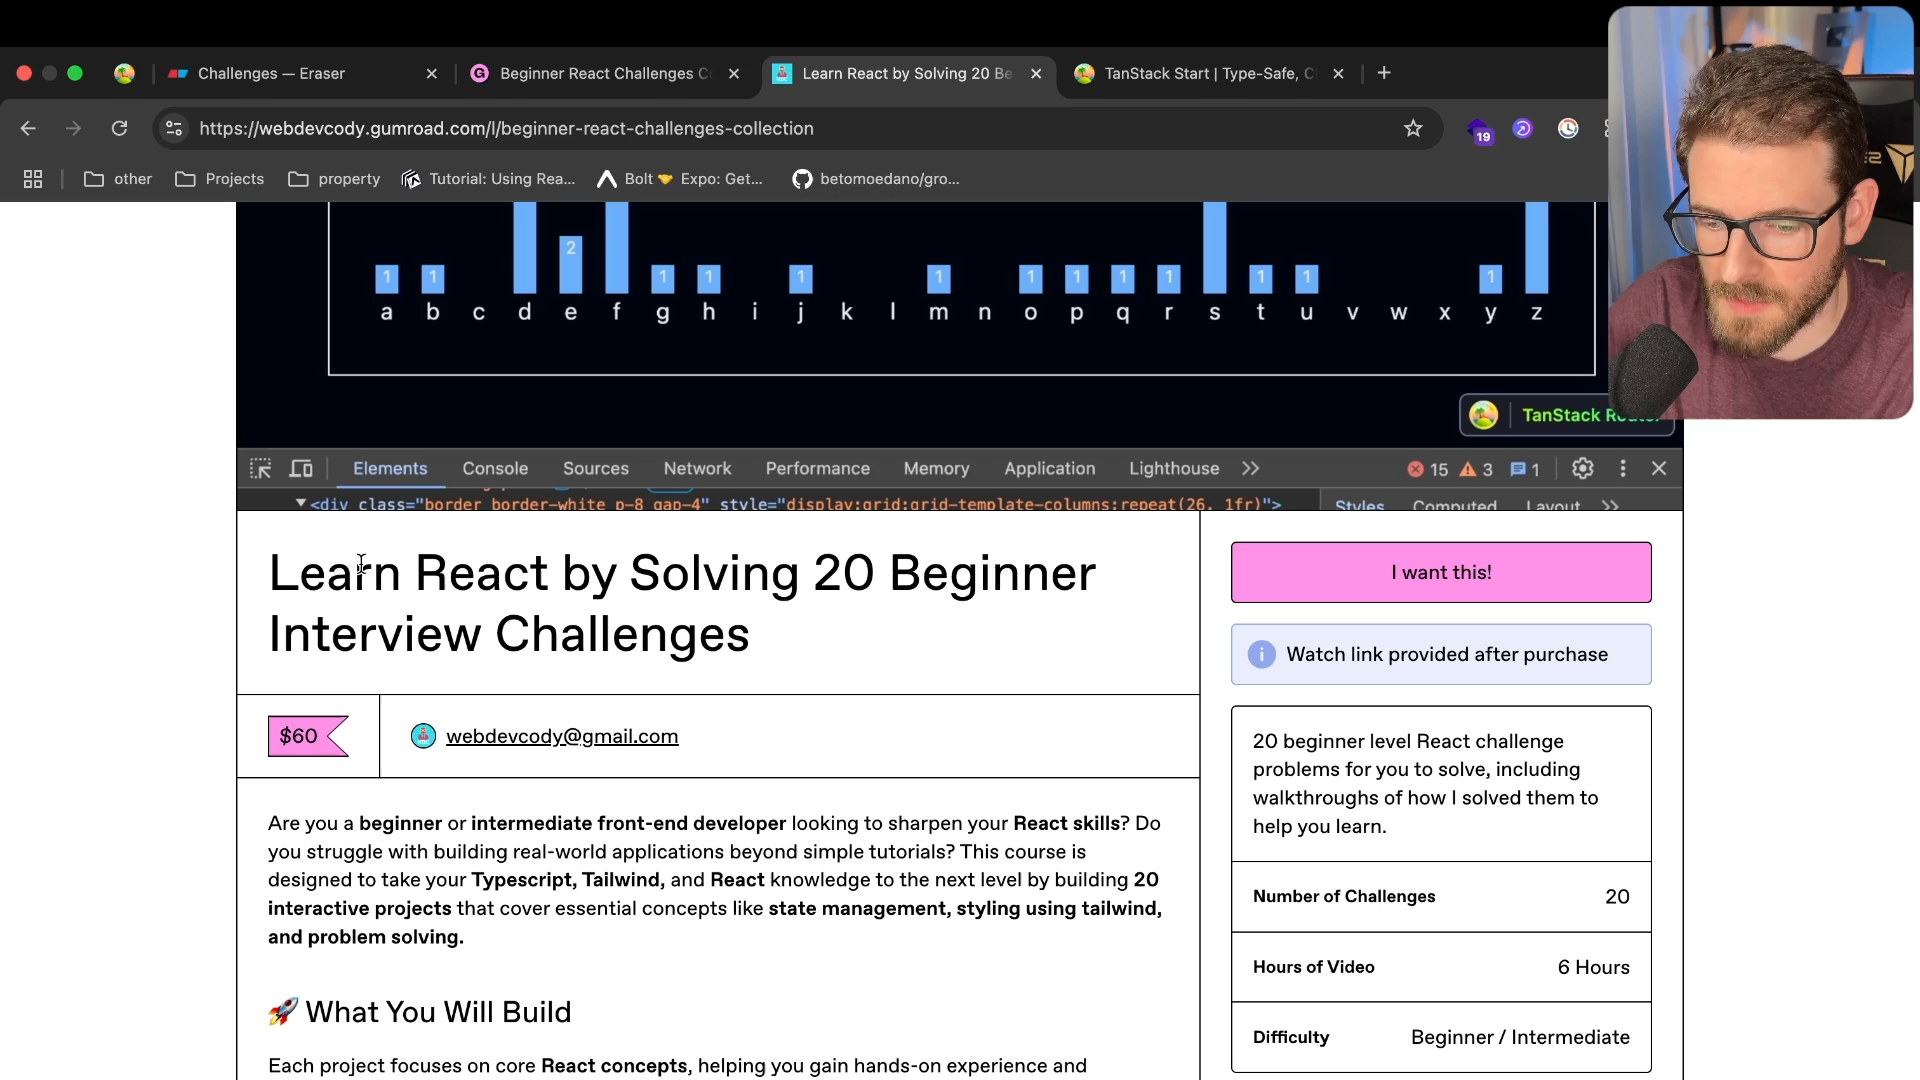 Challenges — Eraser
Beginner React Challenges C
Learn React by Solving 20 Be
TanStack Start | Type-Safe, C
https://webdevcody.gumroad.com/l/beginner-react-challenges-collection
19
other
Projects
property
Tutorial: Using Rea...
Bolt 🤝 Expo: Get...
betomoedano/gro...
2
1 1 1 1 1 1 1 1 1 1 1 1 1
a b c d e f g h i j k l m n o p q r s t u v w x y z
TanStack Router
Elements Console Sources Network Performance Memory Application Lighthouse 15 3 1
<div class="border border-white p-8 gap-4" style="display:grid;grid-template-columns:repeat(26, 1fr)">
Styles Computed Layout
Learn React by Solving 20 Beginner
Interview Challenges
$60
webdevcody@gmail.com
Are you a beginner or intermediate front-end developer looking to sharpen your React skills? Do
you struggle with building real-world applications beyond simple tutorials? This course is
designed to take your Typescript, Tailwind, and React knowledge to the next level by building 20
interactive projects that cover essential concepts like state management, styling using tailwind,
and problem solving.
🚀 What You Will Build
Each project focuses on core React concepts, helping you gain hands-on experience and
I want this!
Watch link provided after purchase
20 beginner level React challenge
problems for you to solve, including
walkthroughs of how I solved them to
help you learn.
Number of Challenges 20
Hours of Video 6 Hours
Difficulty Beginner / Intermediate